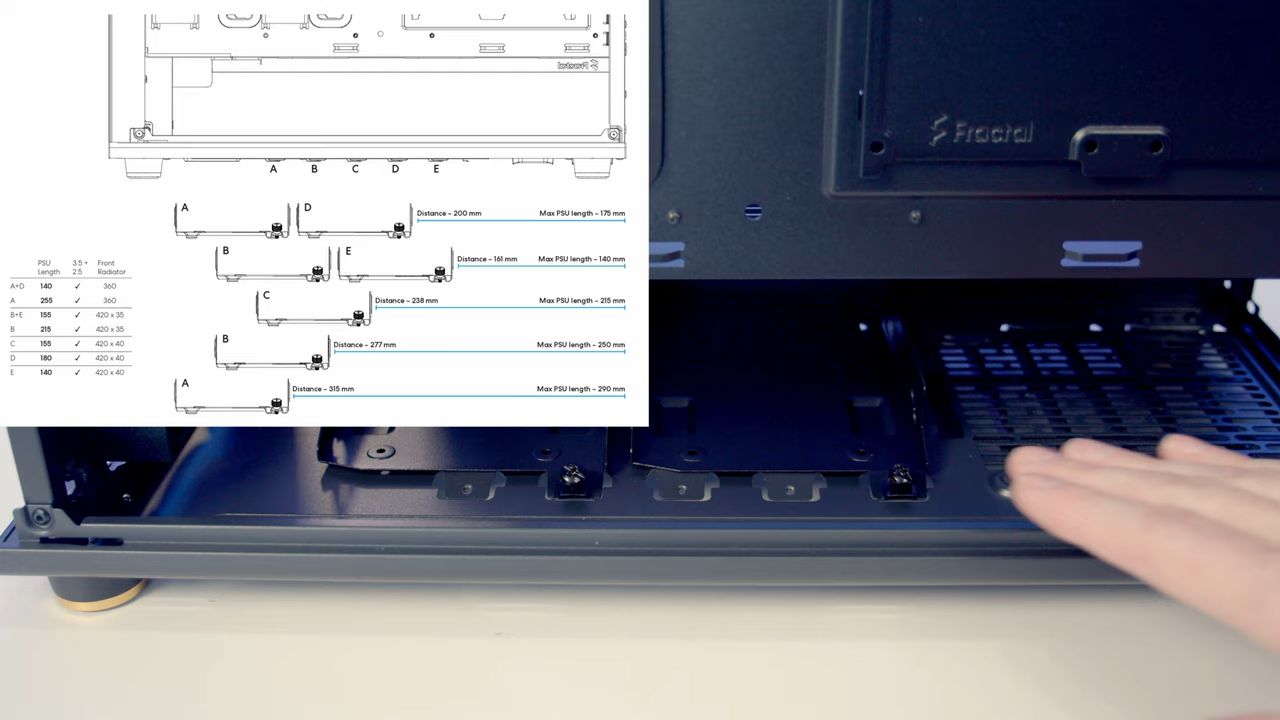 Fractal
Fractal
A B C D E
A D Distance - 200 mm Max PSU length - 175 mm
B E Distance - 161 mm Max PSU length - 140 mm
C Distance - 238 mm Max PSU length - 215 mm
B Distance - 277 mm Max PSU length - 250 mm
A Distance - 315 mm Max PSU length - 290 mm
PSU Length 3.5 + 2.5 Front Radiator
A+D 140 ✓ 360
A 255 ✓ 360
B+E 155 ✓ 420 x 35
B 215 ✓ 420 x 35
C 155 ✓ 420 x 40
D 180 ✓ 420 x 40
E 140 ✓ 420 x 40